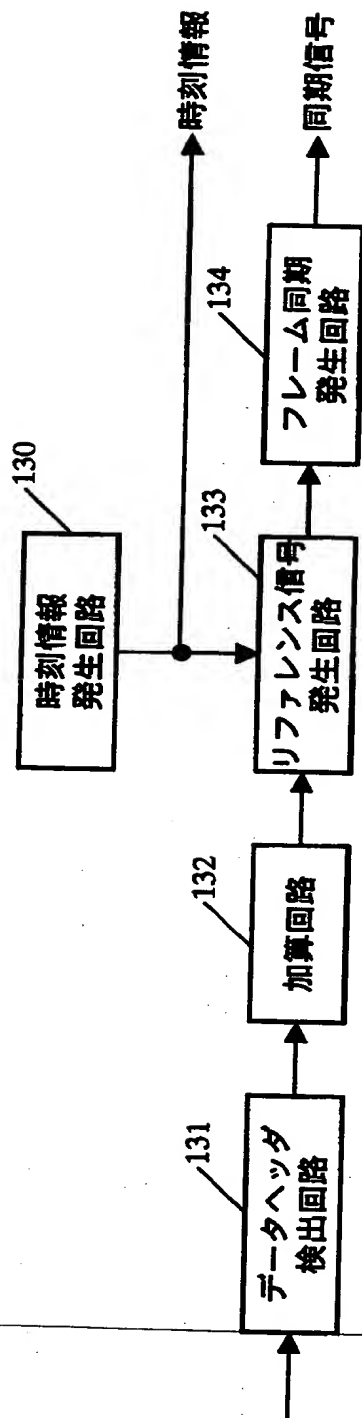 130
時刻情報
発生回路
時刻情報
131
データヘッダ
検出回路
132
加算回路
133
リファレンス信号
発生回路
134
フレーム同期
発生回路
同期信号